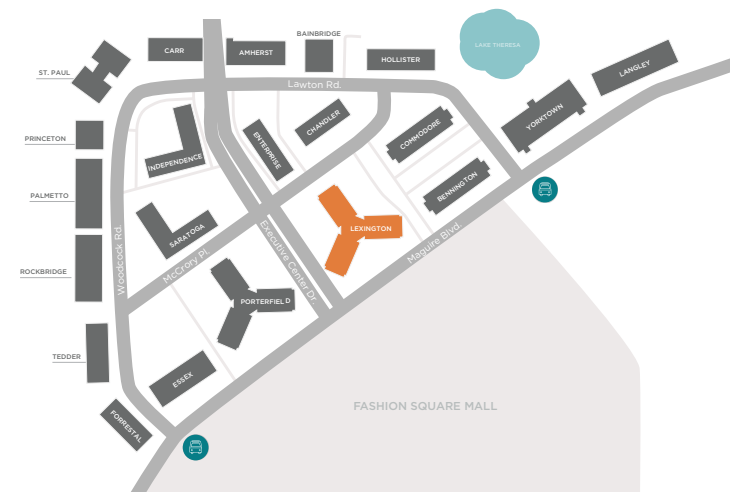 BAINBRIDGE
LAKE THERESA
CARR
AMHERST
HOLLISTER
ST. PAUL
LANGLEY
Lawton Rd.
YORKTOWN
CHANDLER
COMMODORE
PRINCETON
ENTERPRISE
INDEPENDENCE
BENNINGTON
PALMETTO
LEXINGTON
SARATOGA
Woodcock Rd.
McCrory Pl.
Executive Center Dr.
Maguire Blvd.
ROCKBRIDGE
PORTERFIELD
TEDDER
ESSEX
FASHION SQUARE MALL
FORRESTAL